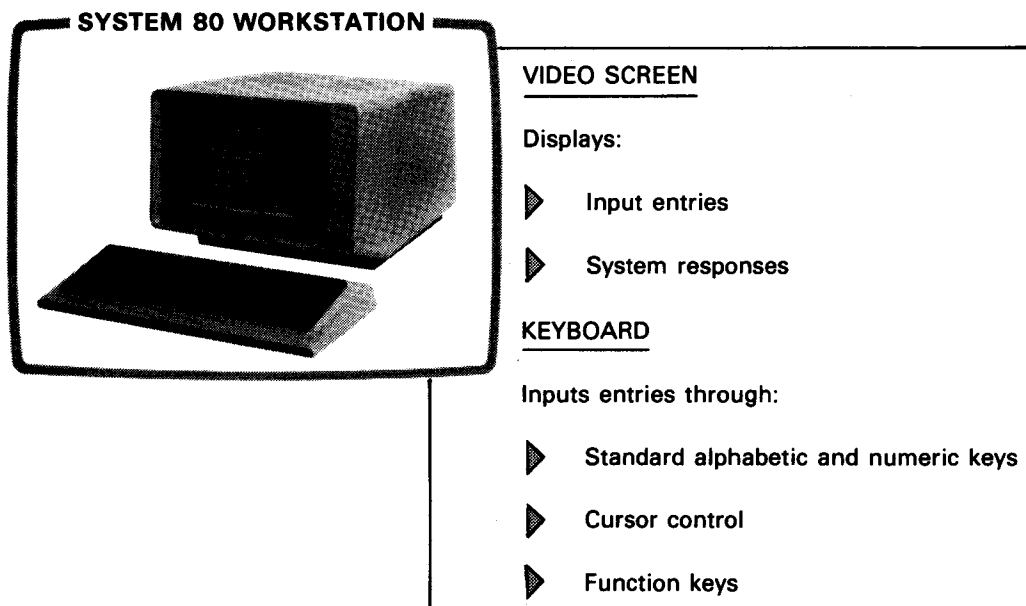 SYSTEM 80 WORKSTATION
VIDEO SCREEN
Displays:
Input entries
System responses
KEYBOARD
Inputs entries through:
Standard alphabetic and numeric keys
Cursor control
Function keys